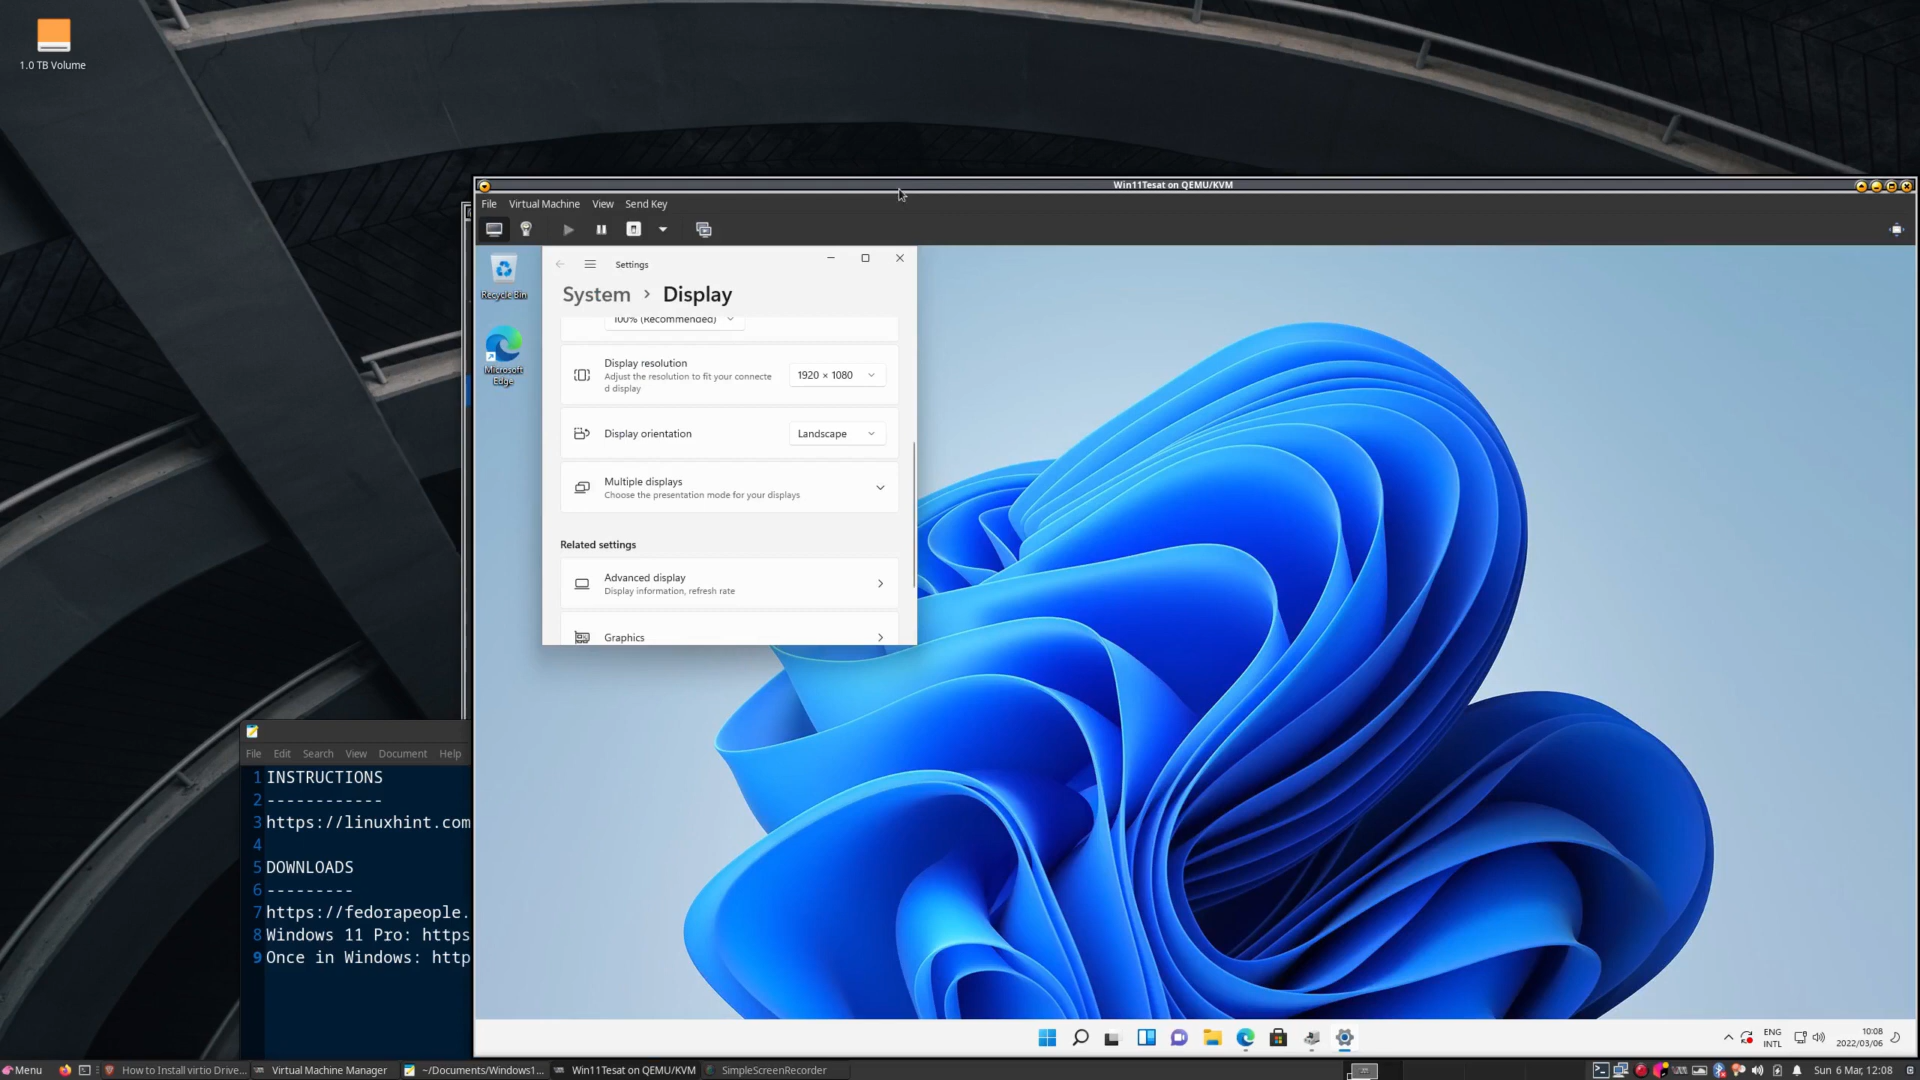 1.0 TB Volume
Win11Tesat on QEMU/KVM
File Virtual Machine View Send Key
Recycle Bin
Microsoft Edge
Settings
System › Display
100% (Recommended)
Display resolution
Adjust the resolution to fit your connecte
d display
1920 × 1080
Display orientation
Landscape
Multiple displays
Choose the presentation mode for your displays
Related settings
Advanced display
Display information, refresh rate
Graphics
File Edit Search View Document Help
1 INSTRUCTIONS
2 ------------
3 https://linuxhint.com
4
5 DOWNLOADS
6 ---------
7 https://fedorapeople.
8 Windows 11 Pro: https
9 Once in Windows: http
ENG
INTL
10:08
2022/03/06
Menu
How to Install virtio Drive...
Virtual Machine Manager
~/Documents/Windows1...
Win11Tesat on QEMU/KVM
SimpleScreenRecorder
Sun 6 Mar, 12:08